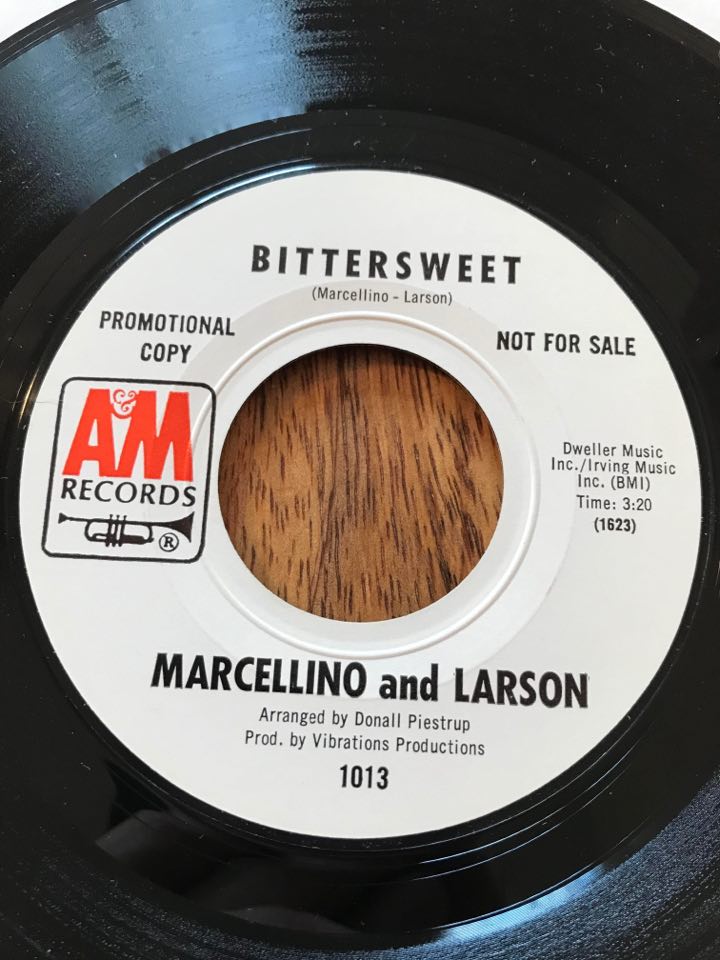 BITTERSWEET
(Marcellino - Larson)
PROMOTIONAL
COPY
NOT FOR SALE
A&M
RECORDS
®
Dweller Music
Inc./Irving Music
Inc. (BMI)
Time: 3:20
(1623)
MARCELLINO and LARSON
Arranged by Donall Piestrup
Prod. by Vibrations Productions
1013